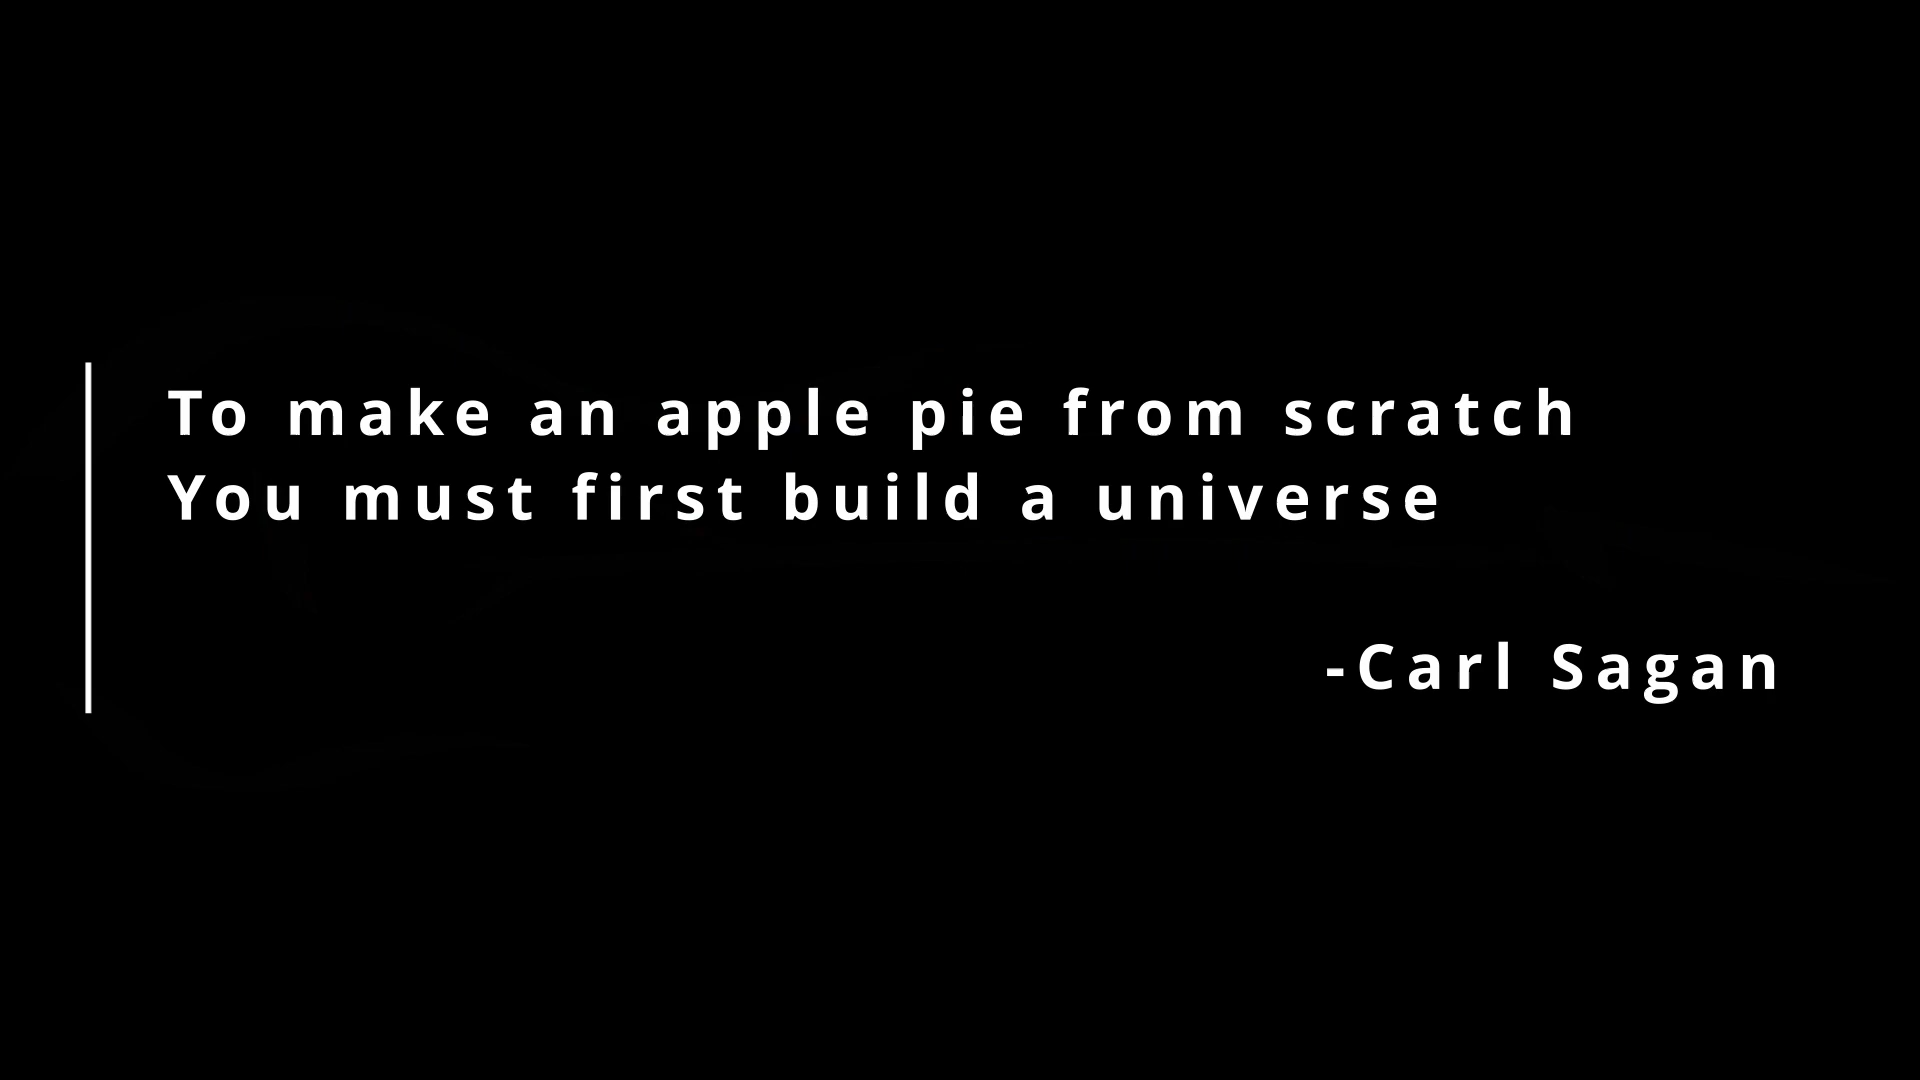 To make an apple pie from scratch
You must first build a universe
-Carl Sagan